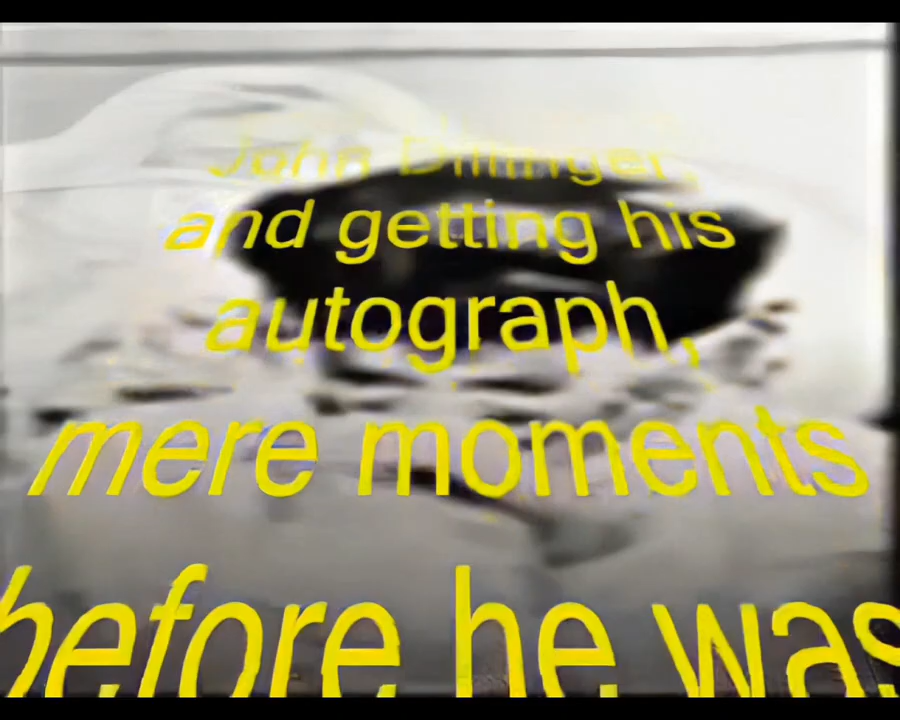 John Dillinger,
and getting his
autograph,
mere moments
before he was